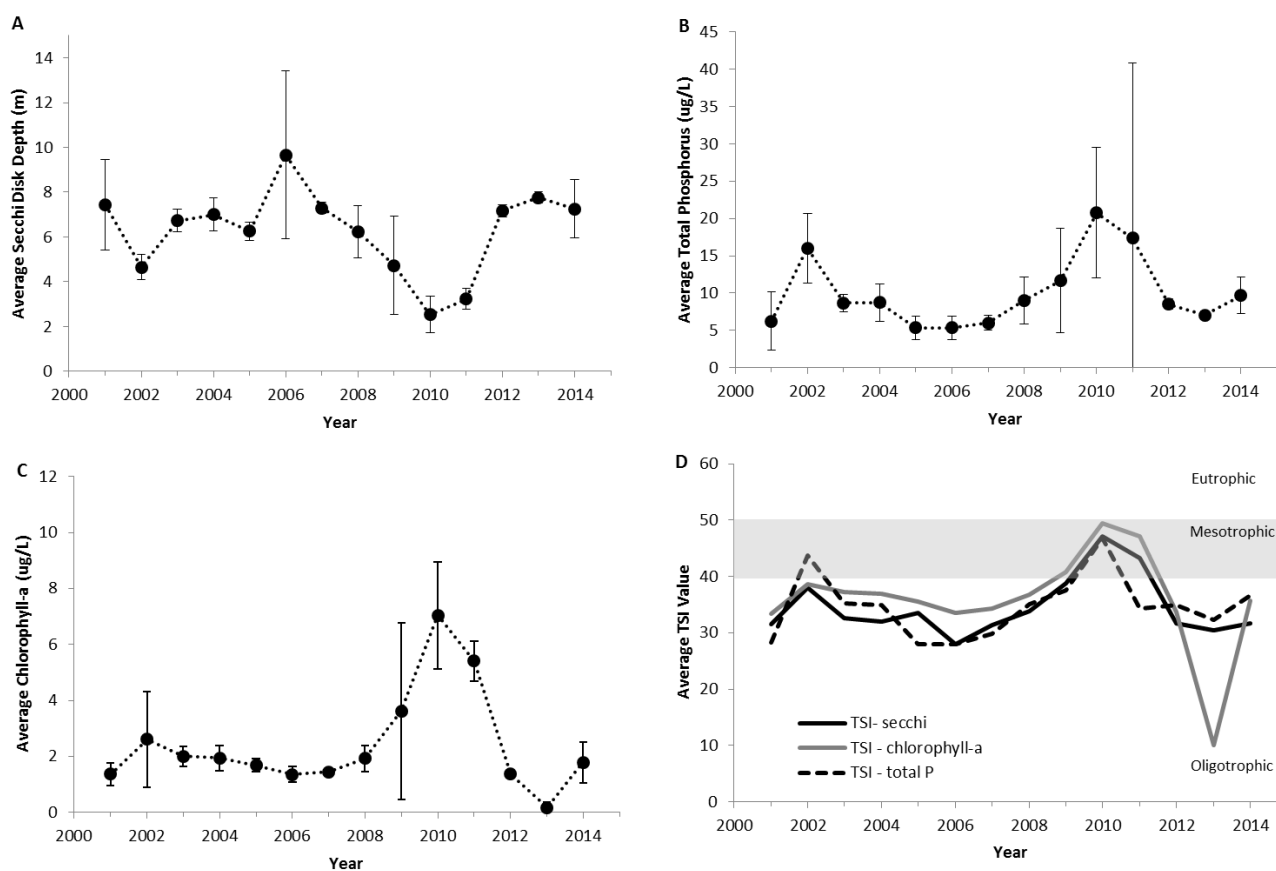 A
Average Secchi Disk Depth (m)
14
12
10
8
6
4
2
0
2000 2002 2004 2006 2008 2010 2012 2014
Year
B
Average Total Phosphorus (ug/L)
45
40
35
30
25
20
15
10
5
0
2000 2002 2004 2006 2008 2010 2012 2014
Year
C
Average Chlorophyll-a (ug/L)
12
10
8
6
4
2
0
2000 2002 2004 2006 2008 2010 2012 2014
Year
D
Average TSI Value
60
50
40
30
20
10
0
Eutrophic
Mesotrophic
Oligotrophic
TSI- secchi
TSI - chlorophyll-a
TSI - total P
2000 2002 2004 2006 2008 2010 2012 2014
Year